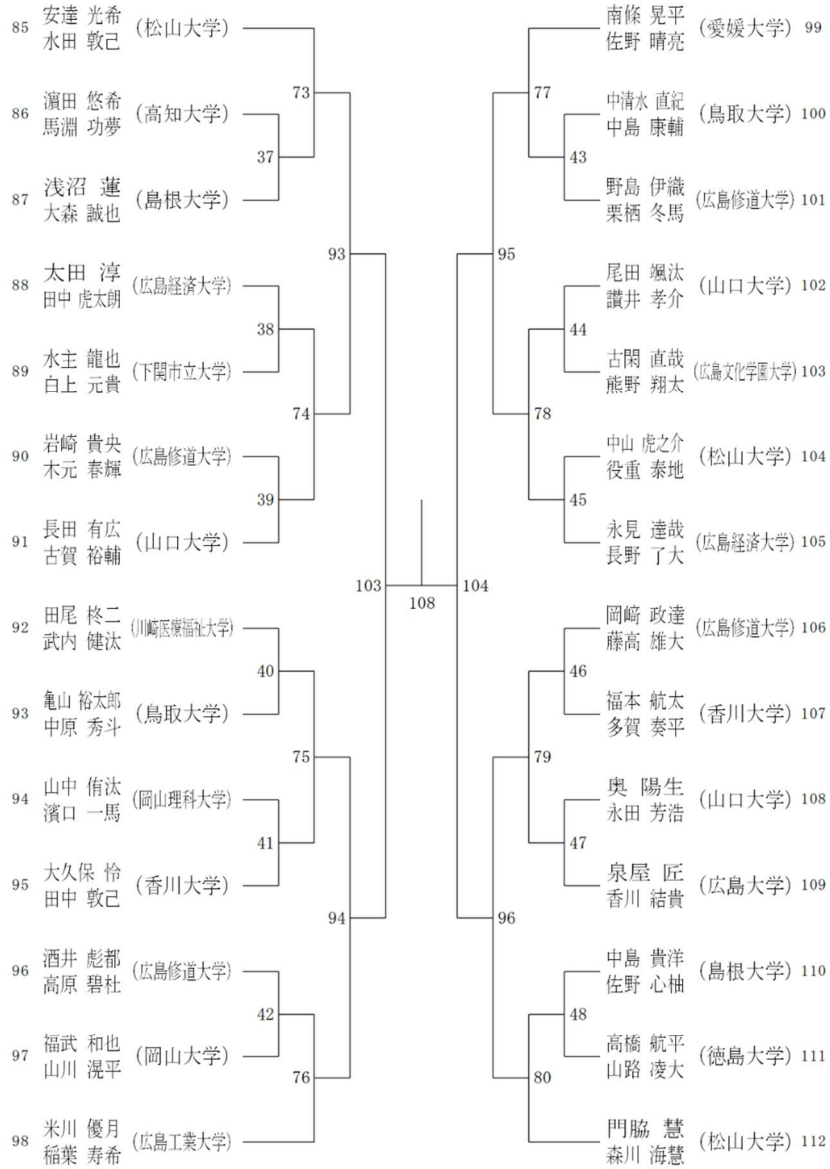 85 安達 光希 (松山大学)
水田 敦己
86 濵田 悠希 (高知大学)
馬淵 功夢
87 浅沼 蓮 (島根大学)
大森 誠也
88 太田 淳 (広島経済大学)
田中 虎太朗
89 水主 龍也 (下関市立大学)
白上 元貴
90 岩崎 貴央 (広島修道大学)
木元 春輝
91 長田 有広 (山口大学)
古賀 裕輔
92 田尾 柊二 (川崎医療福祉大学)
武内 健汰
93 亀山 裕太郎 (鳥取大学)
中原 秀斗
94 山中 侑汰 (岡山理科大学)
濱口 一馬
95 大久保 怜 (香川大学)
田中 敦己
96 酒井 彪都 (広島修道大学)
高原 碧杜
97 福武 和也 (岡山大学)
山川 滉平
98 米川 優月 (広島工業大学)
稲葉 寿希
73
37
93
38
74
39
103
40
75
41
94
42
76
108
104
77
43
95
44
78
45
46
79
47
96
48
80
南條 晃平 (愛媛大学) 99
佐野 晴亮
中清水 直紀 (鳥取大学) 100
中島 康輔
野島 伊織 (広島修道大学) 101
栗栖 冬馬
尾田 颯汰 (山口大学) 102
讃井 孝介
古閑 直哉 (広島文化学園大学) 103
熊野 翔太
中山 虎之介 (松山大学) 104
役重 泰地
永見 達哉 (広島経済大学) 105
長野 了大
岡﨑 政達 (広島修道大学) 106
藤高 雄大
福本 航太 (香川大学) 107
多賀 奏平
奥 陽生 (山口大学) 108
永田 芳浩
泉屋 匠 (広島大学) 109
香川 結貴
中島 貴洋 (島根大学) 110
佐野 心柚
高橋 航平 (徳島大学) 111
山路 凌大
門脇 慧 (松山大学) 112
森川 海慧